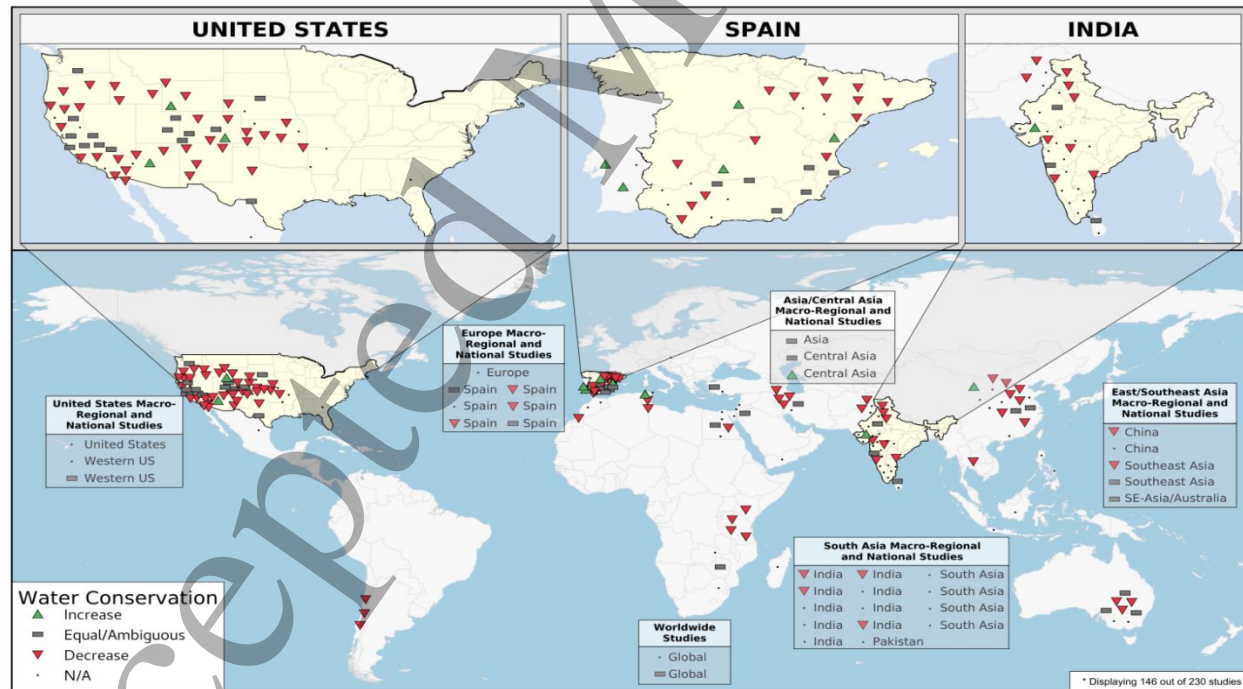 UNITED STATES
SPAIN
INDIA
Asia/Central Asia
Macro-Regional and
National Studies
Asia
Central Asia
Central Asia
Europe Macro-
Regional and
National Studies
Europe
Spain Spain
Spain Spain
Spain Spain
United States Macro-
Regional and
National Studies
United States
Western US
Western US
East/Southeast Asia
Macro-Regional and
National Studies
China
China
Southeast Asia
Southeast Asia
SE-Asia/Australia
South Asia Macro-Regional
and National Studies
India India South Asia
India India South Asia
India India South Asia
India India South Asia
India Pakistan
Worldwide
Studies
Global
Global
Water Conservation
Increase
Equal/Ambiguous
Decrease
N/A
* Displaying 146 out of 230 studies